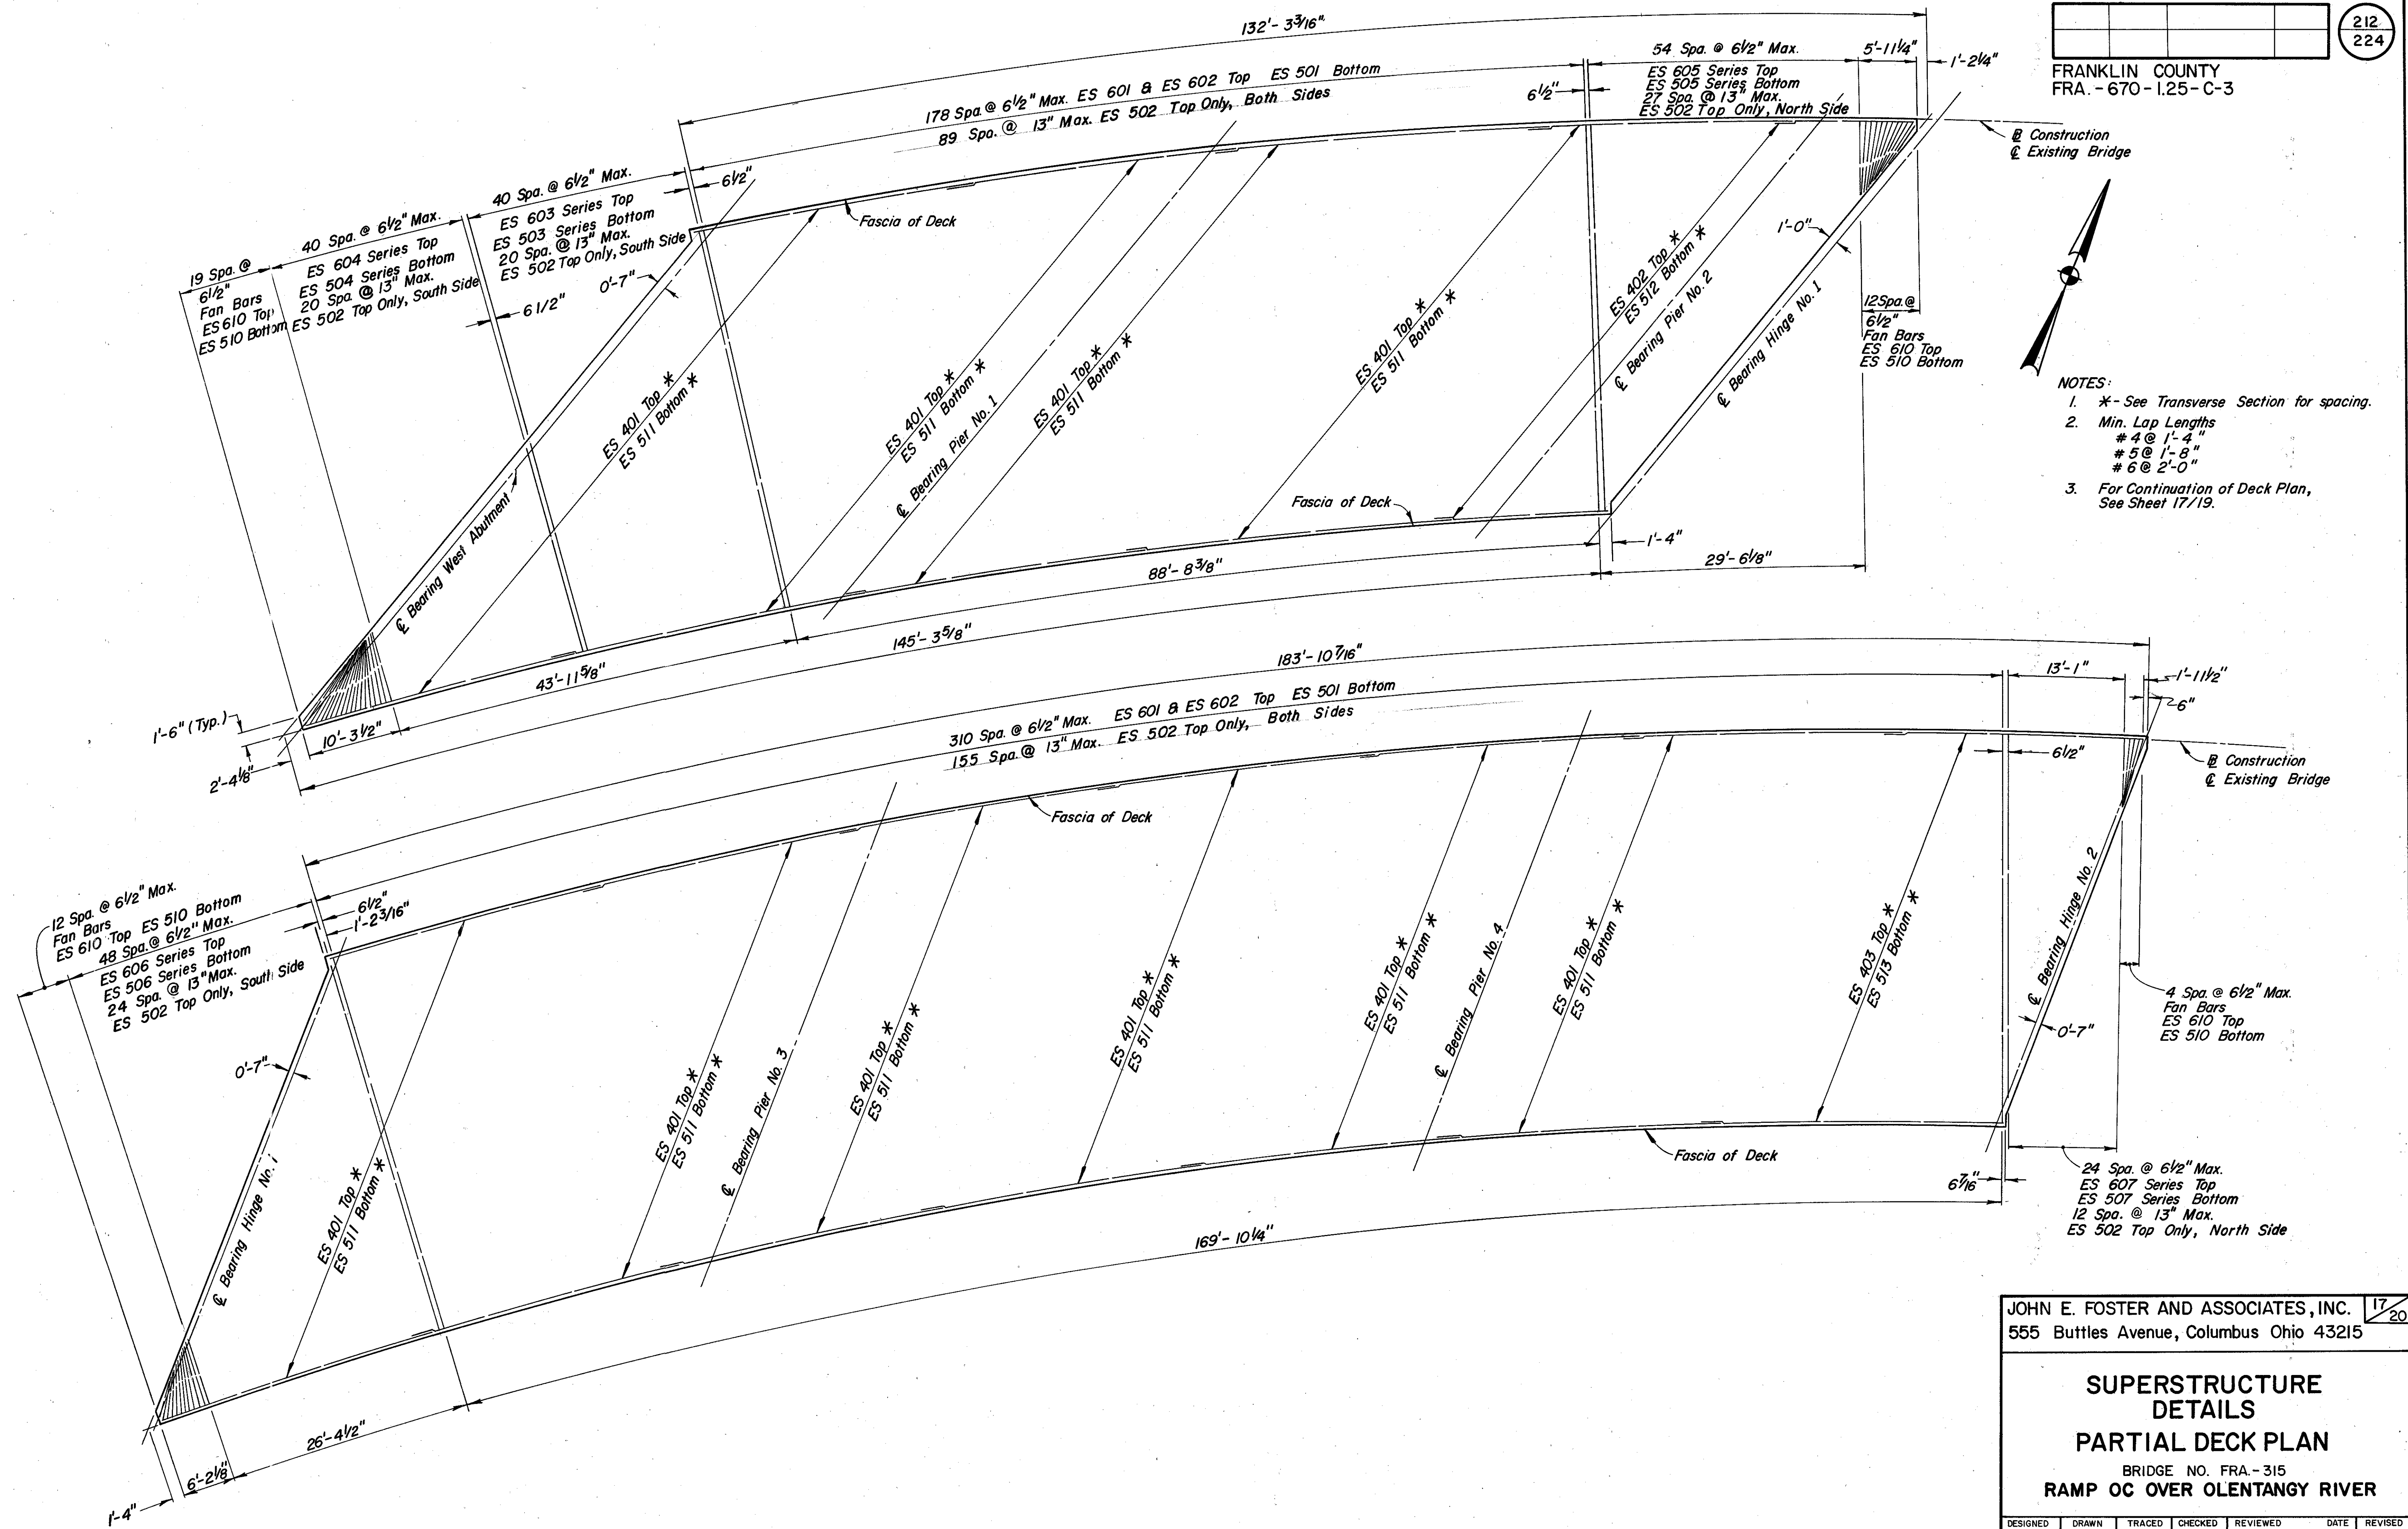 212
224
FRANKLIN COUNTY
FRA. - 670 - 1.25 - C-3
132'- 3 3/16"
178 Spa. @ 6 1/2" Max. ES 601 & ES 602 Top ES 501 Bottom
89 Spa. @ 13" Max. ES 502 Top Only, Both Sides
6 1/2"
54 Spa. @ 6 1/2" Max.
ES 605 Series Top
ES 505 Series Bottom
27 Spa. @ 13" Max.
ES 502 Top Only, North Side
5'-11 1/4"
1'-2 1/4"
℄ Construction
℄ Existing Bridge
19 Spa. @
6 1/2"
Fan Bars
ES 610 Top
ES 510 Bottom
40 Spa. @ 6 1/2" Max.
ES 604 Series Top
ES 504 Series Bottom
20 Spa. @ 13" Max.
ES 502 Top Only, South Side
40 Spa. @ 6 1/2" Max.
ES 603 Series Top
ES 503 Series Bottom
20 Spa. @ 13" Max.
ES 502 Top Only, South Side
6 1/2"
6 1/2"
0'-7"
Fascia of Deck
ES 401 Top *
ES 511 Bottom *
ES 401 Top *
ES 511 Bottom *
℄ Bearing Pier No. 1
ES 401 Top *
ES 511 Bottom *
ES 401 Top *
ES 511 Bottom *
ES 402 Top *
ES 512 Bottom *
℄ Bearing Pier No. 2
1'-0"
℄ Bearing Hinge No. 1
12 Spa. @
6 1/2"
Fan Bars
ES 610 Top
ES 510 Bottom
℄ Bearing West Abutment
Fascia of Deck
1'-4"
88'- 8 3/8"
29'- 6 1/8"
145'- 3 5/8"
43'-11 5/8"
1'-6" (Typ.)
10'- 3 1/2"
2'-4 1/8"
NOTES:
1. * - See Transverse Section for spacing.
2. Min. Lap Lengths
# 4 @ 1'- 4"
# 5 @ 1'- 8"
# 6 @ 2'-0"
3. For Continuation of Deck Plan,
See Sheet 17/19.
183'- 10 7/16"
310 Spa. @ 6 1/2" Max. ES 601 & ES 602 Top ES 501 Bottom
155 Spa. @ 13" Max. ES 502 Top Only, Both Sides
13'- 1"
1'-11 1/2"
6"
6 1/2"
℄ Construction
℄ Existing Bridge
12 Spa. @ 6 1/2" Max.
Fan Bars
ES 610 Top ES 510 Bottom
48 Spa. @ 6 1/2" Max.
ES 606 Series Top
ES 506 Series Bottom
24 Spa. @ 13" Max.
ES 502 Top Only, South Side
6 1/2"
1'-2 3/16"
Fascia of Deck
0'-7"
℄ Bearing Hinge No. 1
ES 401 Top *
ES 511 Bottom *
ES 401 Top *
ES 511 Bottom *
℄ Bearing Pier No. 3
ES 401 Top *
ES 511 Bottom *
ES 401 Top *
ES 511 Bottom *
ES 401 Top *
ES 511 Bottom *
℄ Bearing Pier No. 4
ES 401 Top *
ES 511 Bottom *
ES 403 Top *
ES 513 Bottom *
℄ Bearing Hinge No. 2
0'-7"
4 Spa. @ 6 1/2" Max.
Fan Bars
ES 610 Top
ES 510 Bottom
Fascia of Deck
6 7/16"
24 Spa. @ 6 1/2" Max.
ES 607 Series Top
ES 507 Series Bottom
12 Spa. @ 13" Max.
ES 502 Top Only, North Side
169'- 10 1/4"
26'- 4 1/2"
6'-2 1/8"
1'-4"
JOHN E. FOSTER AND ASSOCIATES, INC.
17/20
555 Buttles Avenue, Columbus Ohio 43215
SUPERSTRUCTURE
DETAILS
PARTIAL DECK PLAN
BRIDGE NO. FRA.-315
RAMP OC OVER OLENTANGY RIVER
DESIGNED DRAWN TRACED CHECKED REVIEWED DATE REVISED